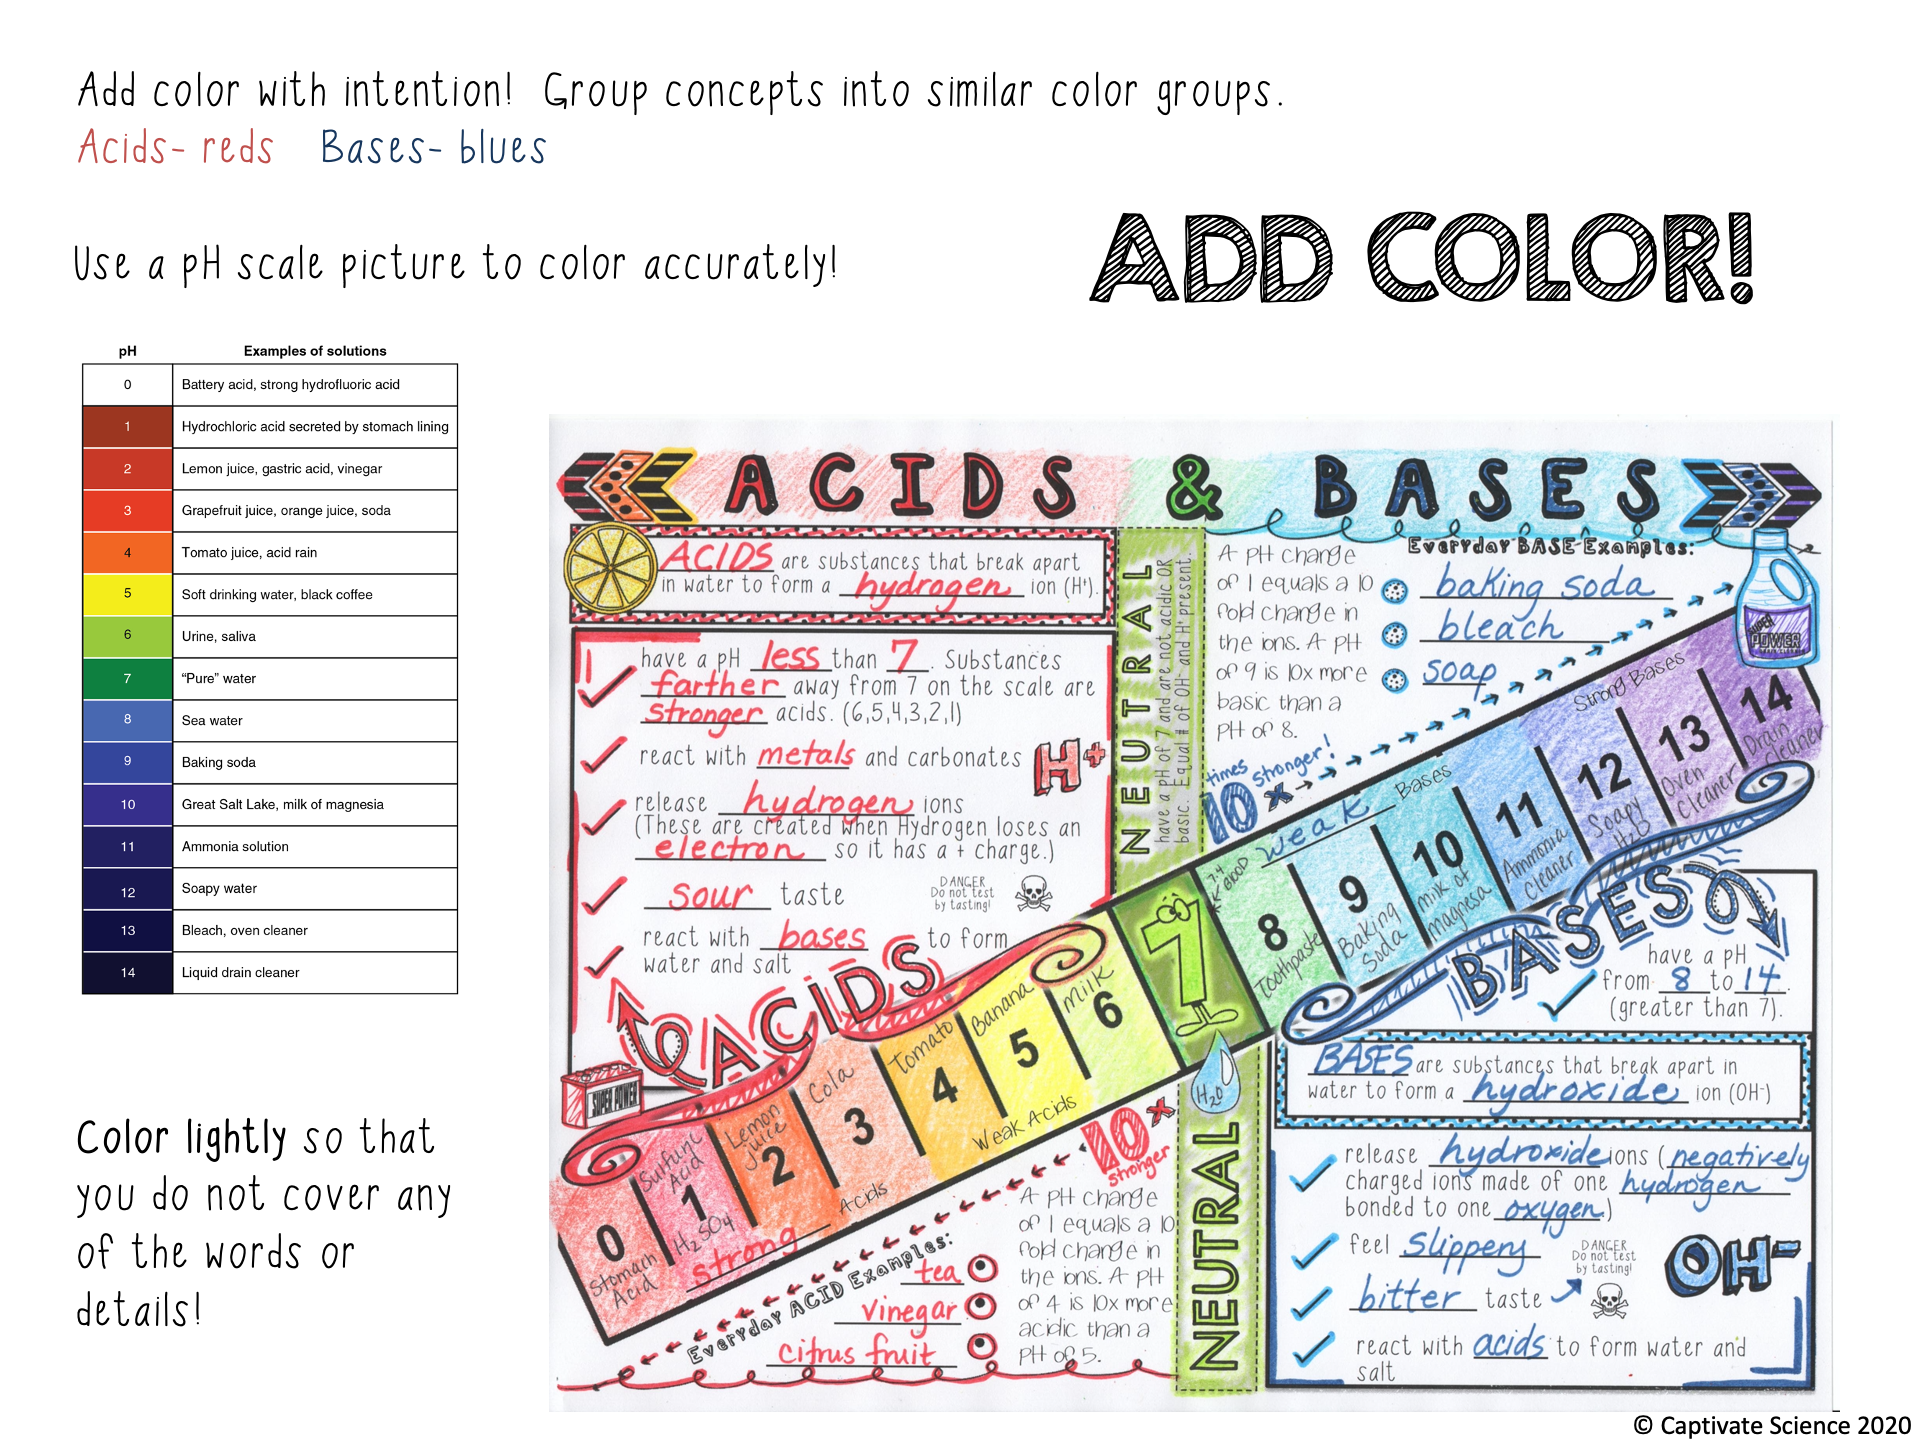 Add color with intention! Group concepts into similar color groups.
Acids- reds Bases- blues
Use a pH scale picture to color accurately!
ADD COLOR!
pH Examples of solutions
0 Battery acid, strong hydrofluoric acid
1 Hydrochloric acid secreted by stomach lining
2 Lemon juice, gastric acid, vinegar
3 Grapefruit juice, orange juice, soda
4 Tomato juice, acid rain
5 Soft drinking water, black coffee
6 Urine, saliva
7 “Pure” water
8 Sea water
9 Baking soda
10 Great Salt Lake, milk of magnesia
11 Ammonia solution
12 Soapy water
13 Bleach, oven cleaner
14 Liquid drain cleaner
Color lightly so that
you do not cover any
of the words or
details!
ACIDS & BASES
ACIDS are substances that break apart
in water to form a hydrogen ion (H⁺).
have a pH less than 7. Substances
farther away from 7 on the scale are
stronger acids. (6,5,4,3,2,1)
react with metals and carbonates
H+
release hydrogen ions
(These are created when Hydrogen loses an
electron so it has a + charge.)
sour taste
DANGER
Do not test
by tasting!
react with bases to form
water and salt
NEUTRAL
have a pH of 7 and are not acidic OR
basic. Equal # of OH- and H+ present.
A pH change
of 1 equals a 10
fold change in
the ions. A pH
of 9 is 10x more
basic than a
pH of 8.
Everyday BASE Examples:
baking soda
bleach
soap
SUPER
POWER
10 x times stronger!
ACIDS
SUPER POWER
0 Stomach Acid
1 Sulfuric Acid H₂SO₄
2 Lemon Juice
3 Cola
4 Tomato
5 Banana
6 Milk
7
H₂O
7.4 Blood
8 Toothpaste
9 Baking Soda
10 Milk of magnesa
11 Ammonia Cleaner
12 Soapy H₂O
13 Oven Cleaner
14 Drain Cleaner
strong Acids
Weak Acids
weak Bases
Strong Bases
BASES
have a pH
from 8 to 14.
(greater than 7).
BASES are substances that break apart in
water to form a hydroxide ion (OH-)
release hydroxide ions (negatively
charged ions made of one hydrogen
bonded to one oxygen.)
feel slippery
DANGER
Do not test
by tasting!
OH-
bitter taste
react with acids to form water and
salt
10x stronger
A pH change
of 1 equals a 10
fold change in
the ions. A pH
of 4 is 10x more
acidic than a
pH of 5.
Everyday ACID Examples:
tea
vinegar
citrus fruit
NEUTRAL
© Captivate Science 2020